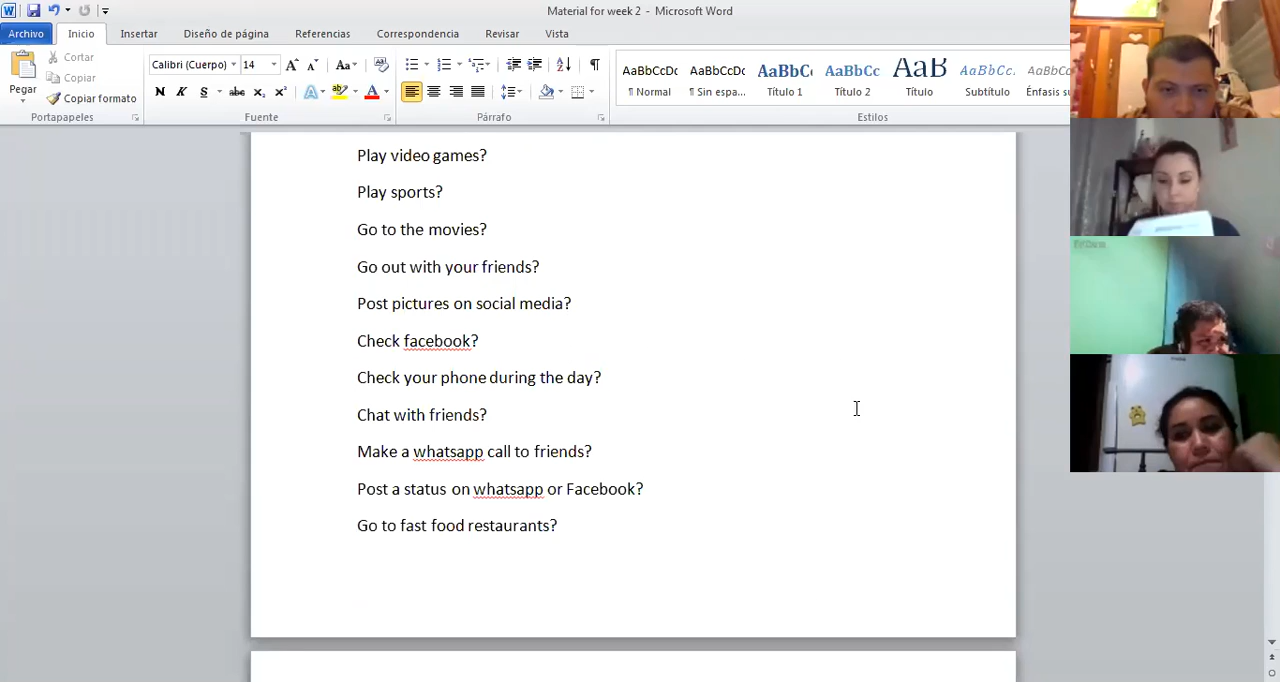 Material for week 2 - Microsoft Word
Archivo Inicio Insertar Diseño de página Referencias Correspondencia Revisar Vista
Pegar
Cortar
Copiar
Copiar formato
Portapapeles
Calibri (Cuerpo) 14
Fuente
Párrafo
AaBbCcDc AaBbCcDc AaBbC AaBbCc AaB AaBbCc. AaBbCc
¶ Normal ¶ Sin espa... Título 1 Título 2 Título Subtítulo Énfasis su
Estilos
Play video games?
Play sports?
Go to the movies?
Go out with your friends?
Post pictures on social media?
Check facebook?
Check your phone during the day?
Chat with friends?
Make a whatsapp call to friends?
Post a status on whatsapp or Facebook?
Go to fast food restaurants?